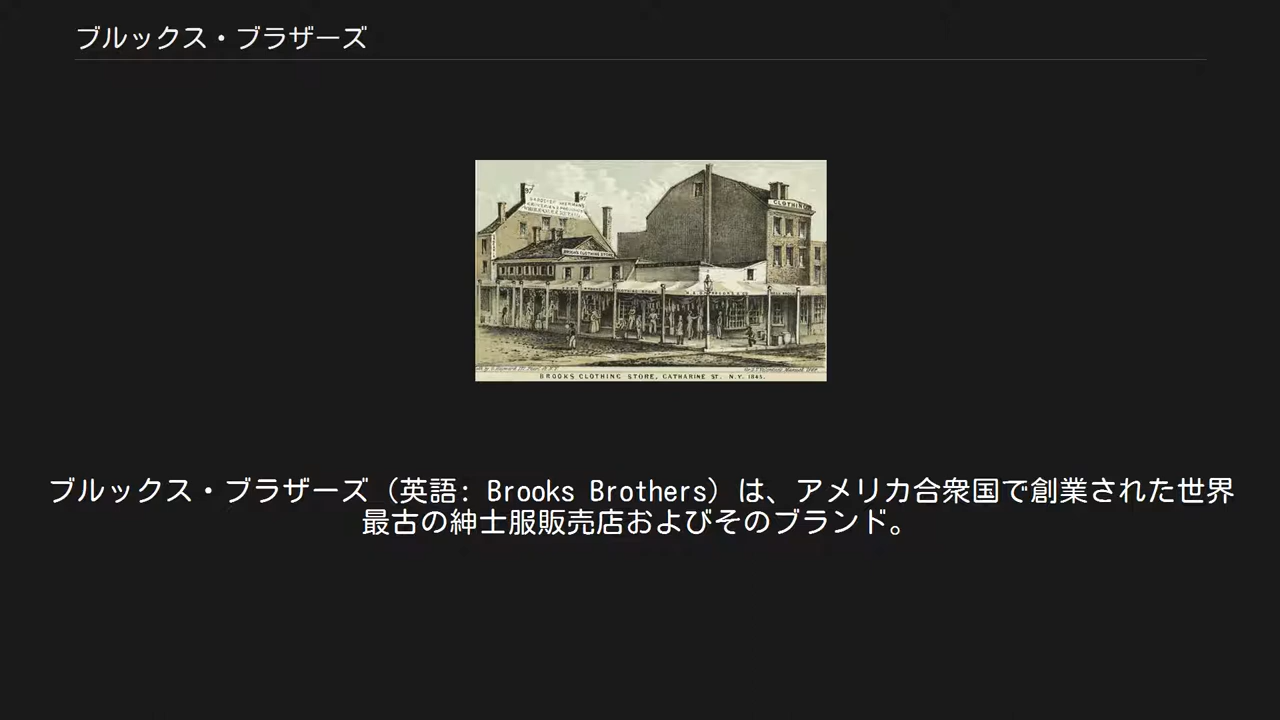 ブルックス・ブラザーズ
CLOTHING
BROOKS CLOTHING STORE, CATHARINE ST. N.Y. 1845.
ブルックス・ブラザーズ（英語: Brooks Brothers）は、アメリカ合衆国で創業された世界
最古の紳士服販売店およびそのブランド。